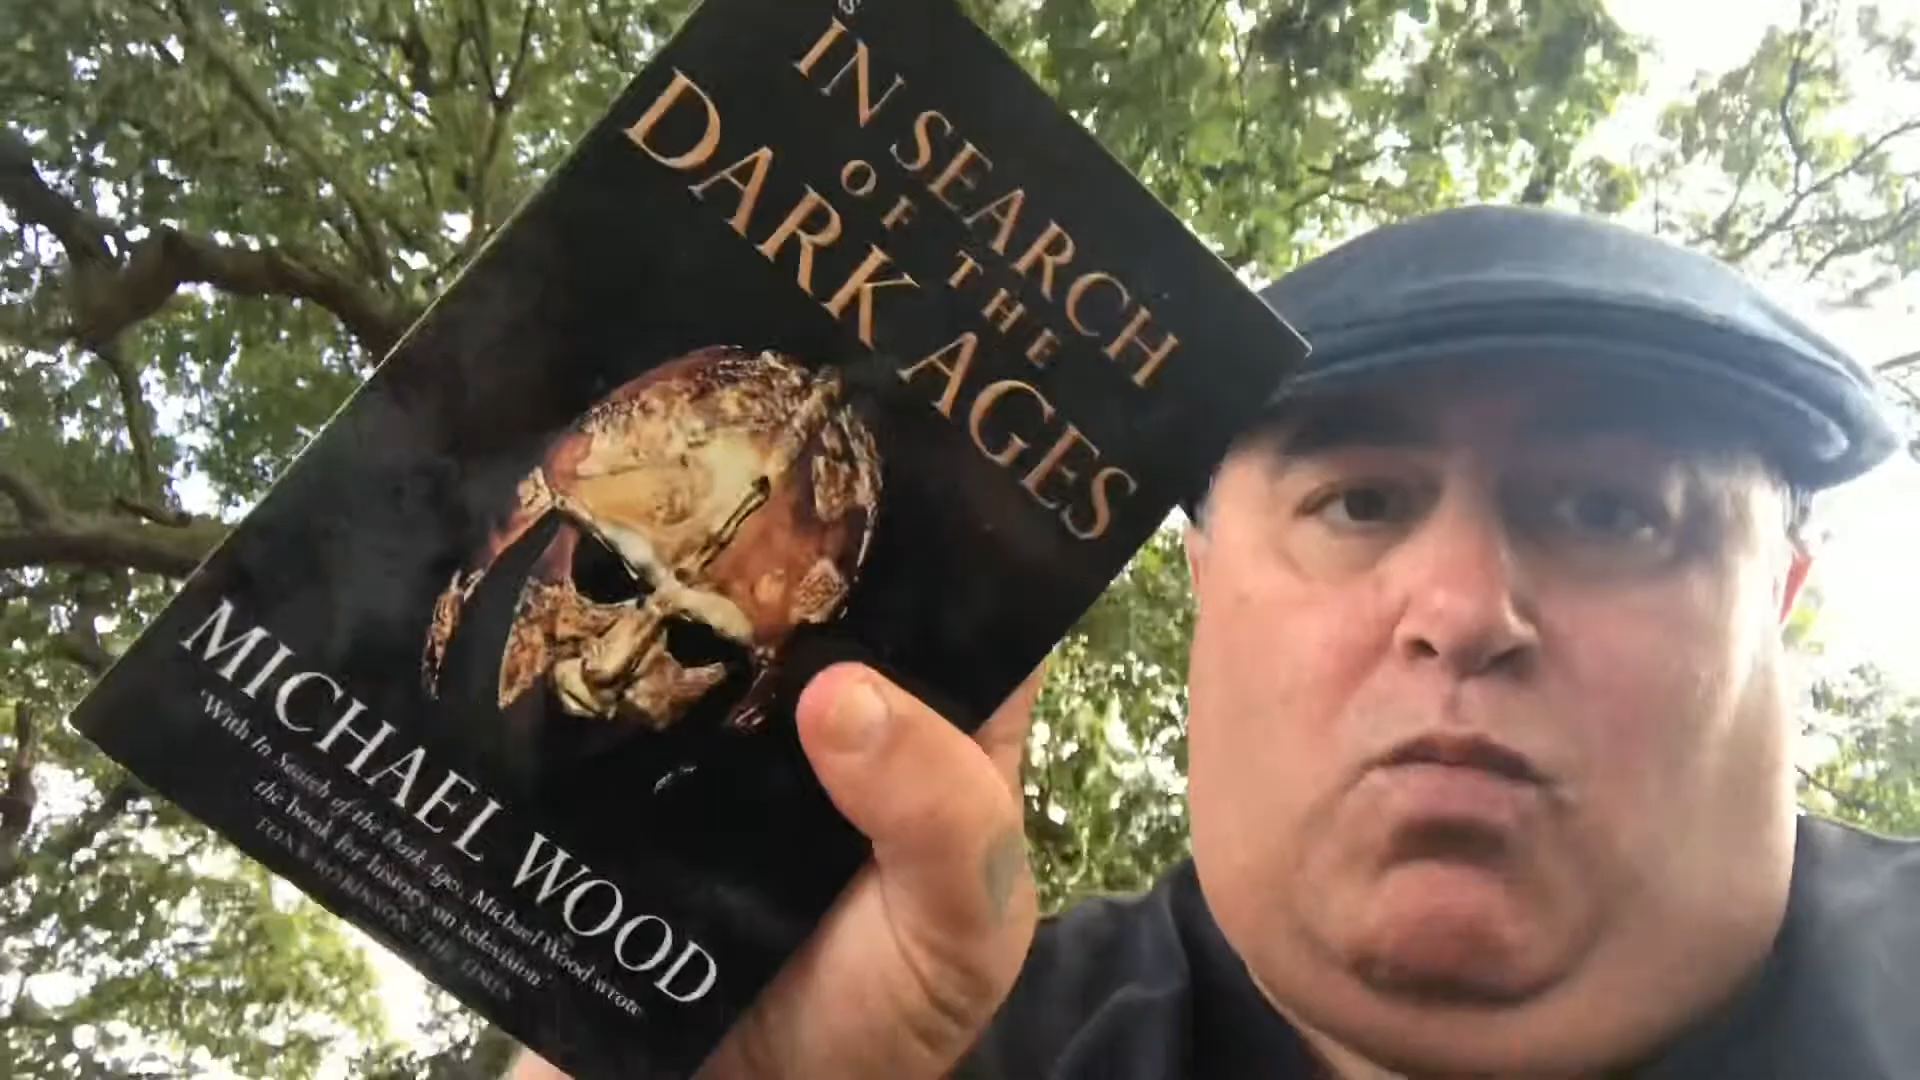 IN SEARCH
OF THE
DARK AGES
MICHAEL WOOD
'With In Search of the Dark Ages, Michael Wood wrote
the book for history on television'
TONY ROBINSON, THE TIMES